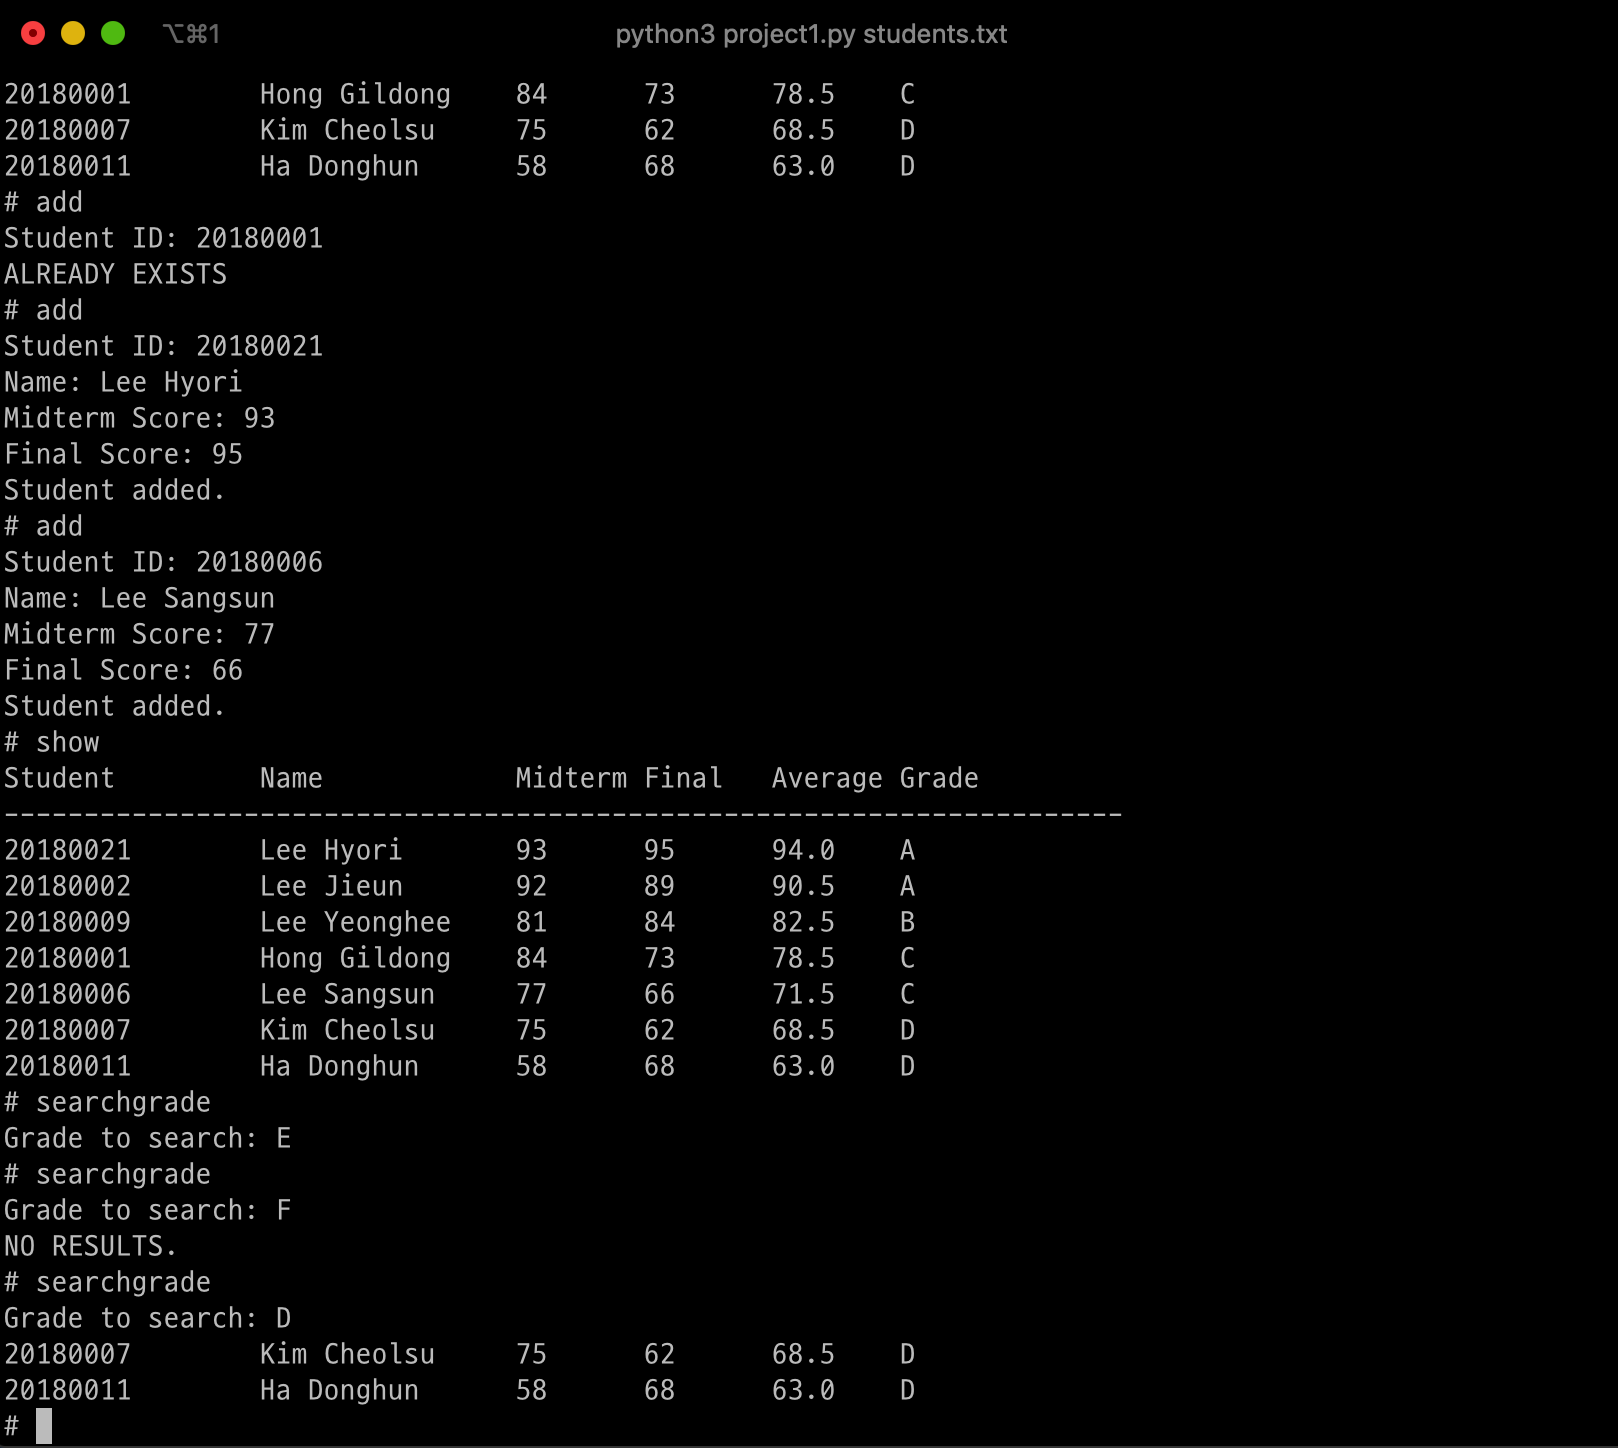 ⌥⌘1 python3 project1.py students.txt
20180001 Hong Gildong 84 73 78.5 C
20180007 Kim Cheolsu 75 62 68.5 D
20180011 Ha Donghun 58 68 63.0 D
# add
Student ID: 20180001
ALREADY EXISTS
# add
Student ID: 20180021
Name: Lee Hyori
Midterm Score: 93
Final Score: 95
Student added.
# add
Student ID: 20180006
Name: Lee Sangsun
Midterm Score: 77
Final Score: 66
Student added.
# show
Student Name Midterm Final Average Grade
----------------------------------------------------------------------
20180021 Lee Hyori 93 95 94.0 A
20180002 Lee Jieun 92 89 90.5 A
20180009 Lee Yeonghee 81 84 82.5 B
20180001 Hong Gildong 84 73 78.5 C
20180006 Lee Sangsun 77 66 71.5 C
20180007 Kim Cheolsu 75 62 68.5 D
20180011 Ha Donghun 58 68 63.0 D
# searchgrade
Grade to search: E
# searchgrade
Grade to search: F
NO RESULTS.
# searchgrade
Grade to search: D
20180007 Kim Cheolsu 75 62 68.5 D
20180011 Ha Donghun 58 68 63.0 D
#